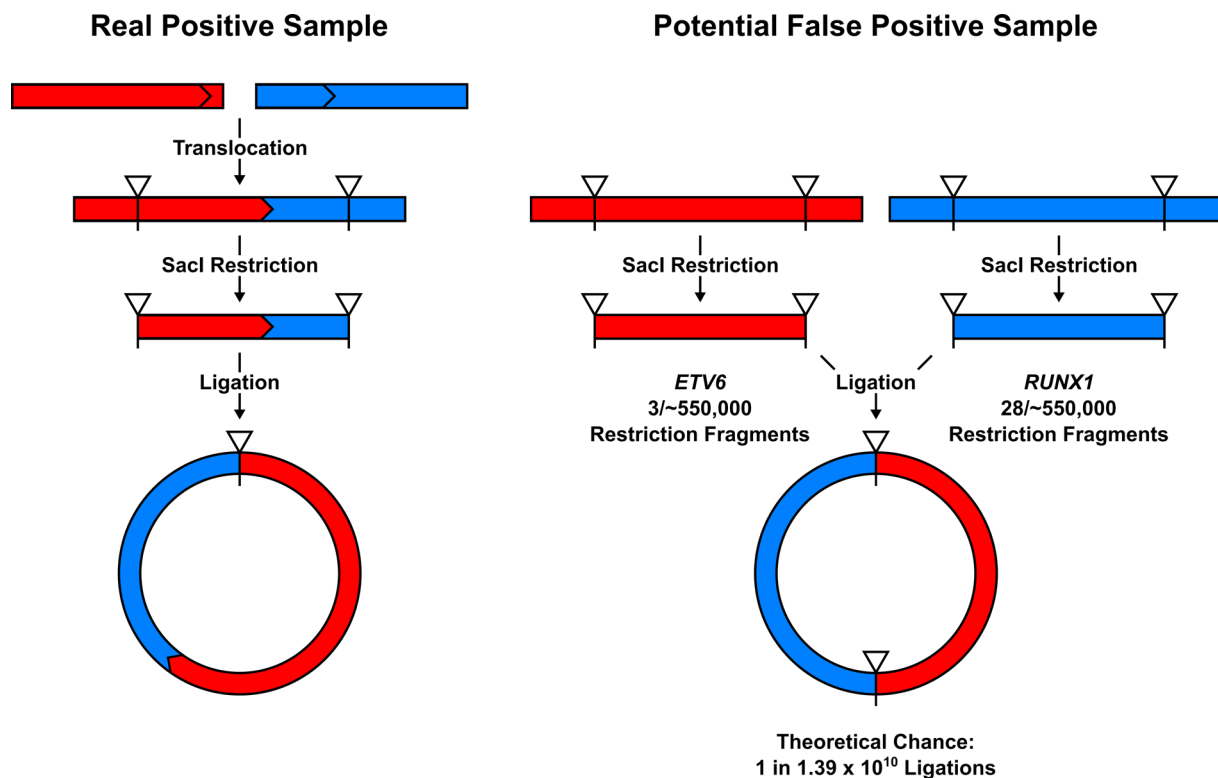 Real Positive Sample
Translocation
SacI Restriction
Ligation
Potential False Positive Sample
SacI Restriction
SacI Restriction
ETV6
3/~550,000
Restriction Fragments
Ligation
RUNX1
28/~550,000
Restriction Fragments
Theoretical Chance:
1 in 1.39 x 10¹⁰ Ligations